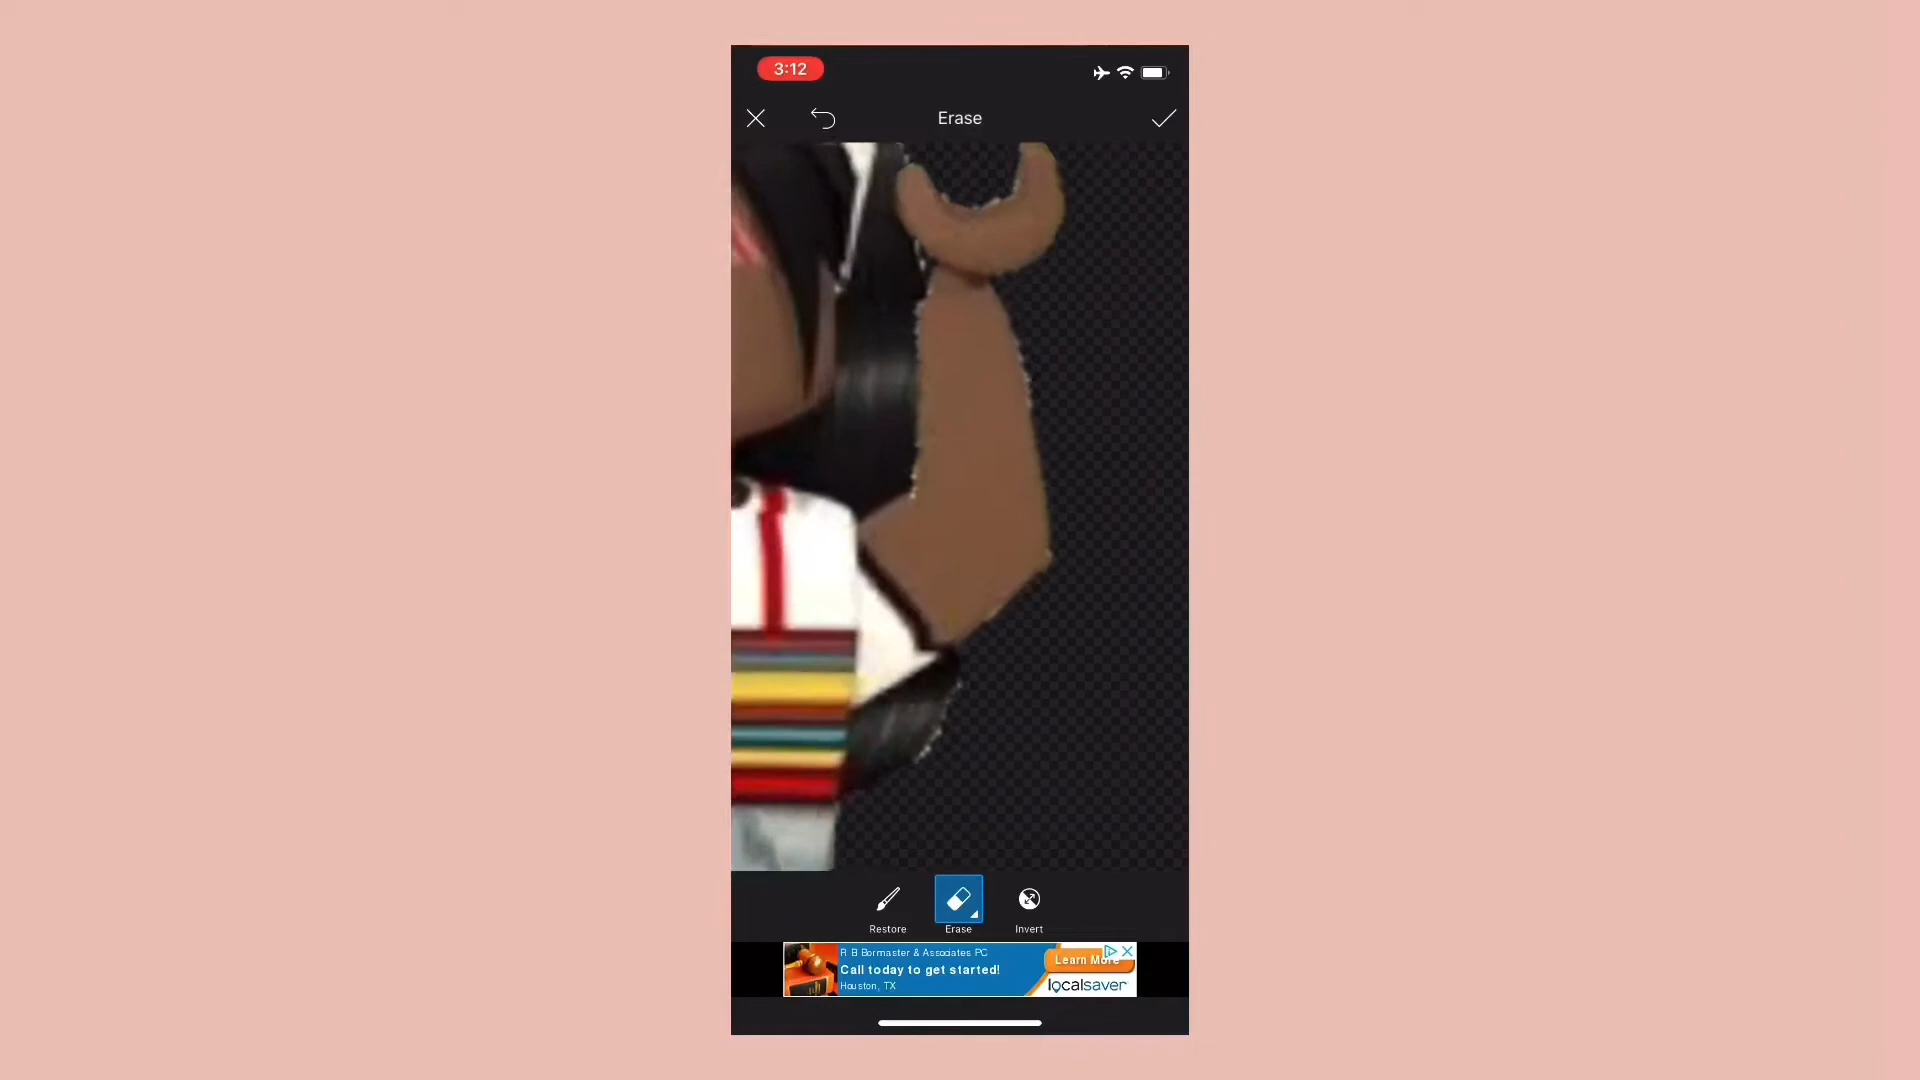 3:12
Erase
Restore
Erase
Invert
R B Bormaster & Associates PC
Call today to get started!
Houston, TX
Learn More
localsaver